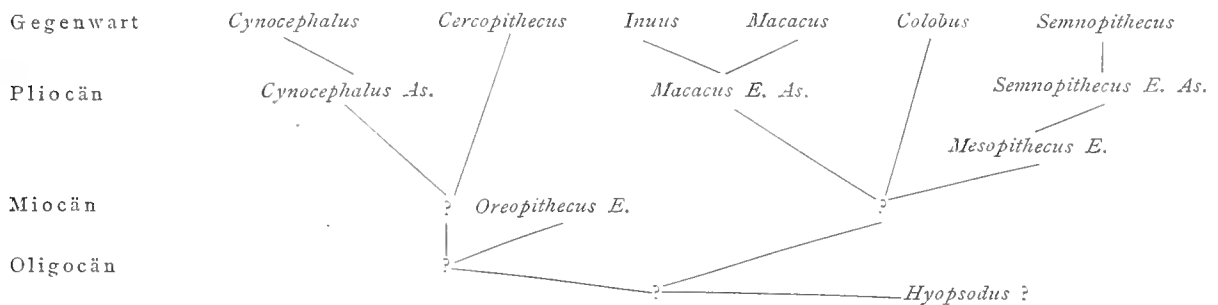 Gegenwart Cynocephalus Cercopithecus Inuus Macacus Colobus Semnopithecus
Pliocän Cynocephalus As. Macacus E. As. Semnopithecus E. As.
Mesopithecus E.
Miocän ? Oreopithecus E. ?
Oligocän ?
? Hyopsodus ?